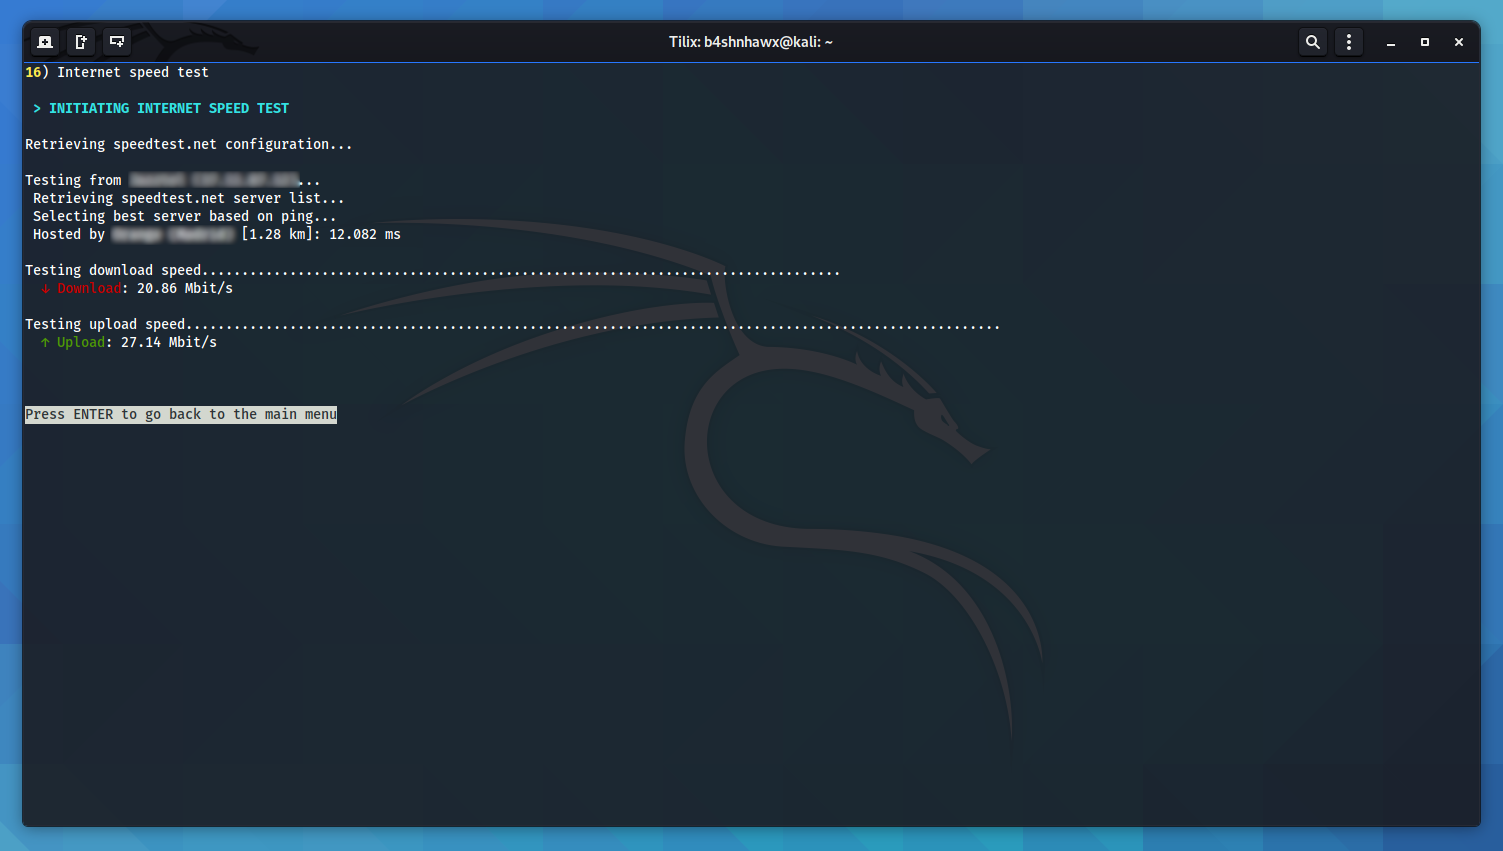 Tilix: b4shnhawx@kali: ~
16) Internet speed test
> INITIATING INTERNET SPEED TEST
Retrieving speedtest.net configuration...
Testing from ...
Retrieving speedtest.net server list...
Selecting best server based on ping...
Hosted by [1.28 km]: 12.082 ms
Testing download speed................................................................................
↓ Download: 20.86 Mbit/s
Testing upload speed......................................................................................................
↑ Upload: 27.14 Mbit/s
Press ENTER to go back to the main menu